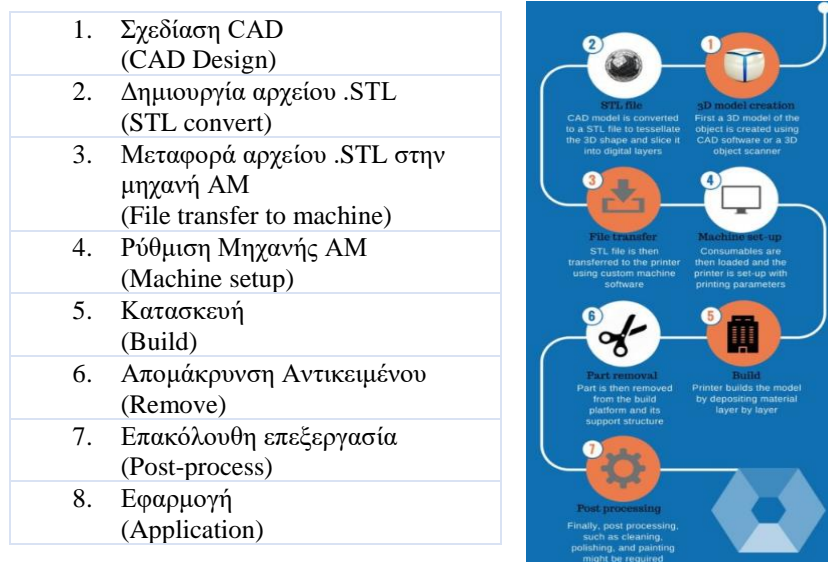 1. Σχεδίαση CAD
(CAD Design)
2. Δημιουργία αρχείου .STL
(STL convert)
3. Μεταφορά αρχείου .STL στην
μηχανή AM
(File transfer to machine)
4. Ρύθμιση Μηχανής AM
(Machine setup)
5. Κατασκευή
(Build)
6. Απομάκρυνση Αντικειμένου
(Remove)
7. Επακόλουθη επεξεργασία
(Post-process)
8. Εφαρμογή
(Application)
1
3D model creation
First a 3D model of the
object is created using
CAD software or a 3D
object scanner
2
STL file
CAD model is converted
to a STL file to tessellate
the 3D shape and slice it
into digital layers
3
File transfer
STL file is then
transferred to the printer
using custom machine
software
4
Machine set-up
Consumables are
then loaded and the
printer is set-up with
printing parameters
5
Build
Printer builds the model
by depositing material
layer by layer
6
Part removal
Part is then removed
from the build
platform and its
support structure
7
Post processing
Finally, post processing,
such as cleaning,
polishing, and painting
might be required